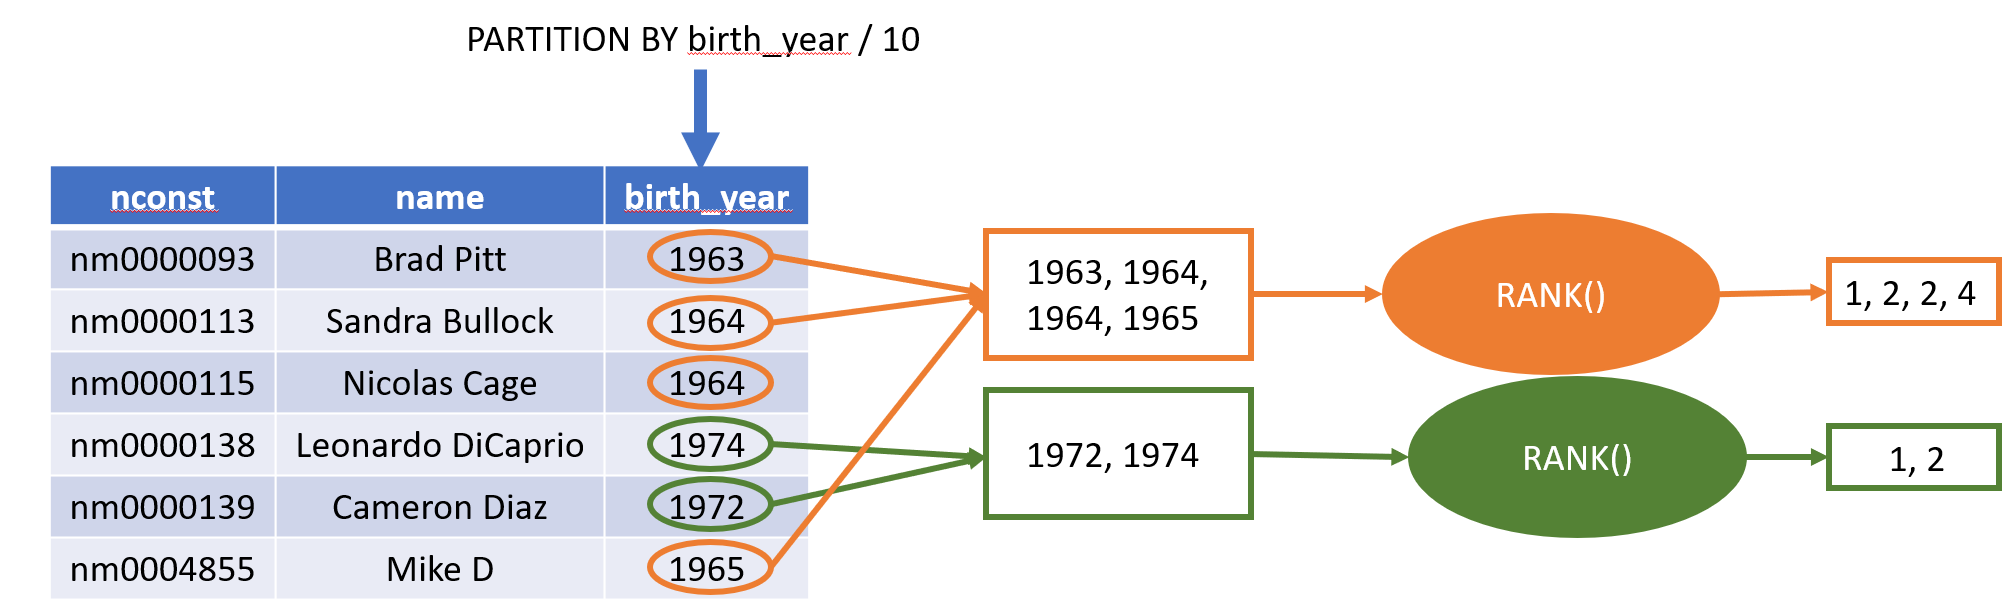 PARTITION BY birth_year / 10
nconst name birth_year
nm0000093 Brad Pitt 1963
nm0000113 Sandra Bullock 1964
nm0000115 Nicolas Cage 1964
nm0000138 Leonardo DiCaprio 1974
nm0000139 Cameron Diaz 1972
nm0004855 Mike D 1965
1963, 1964,
1964, 1965
RANK()
1, 2, 2, 4
1972, 1974
RANK()
1, 2